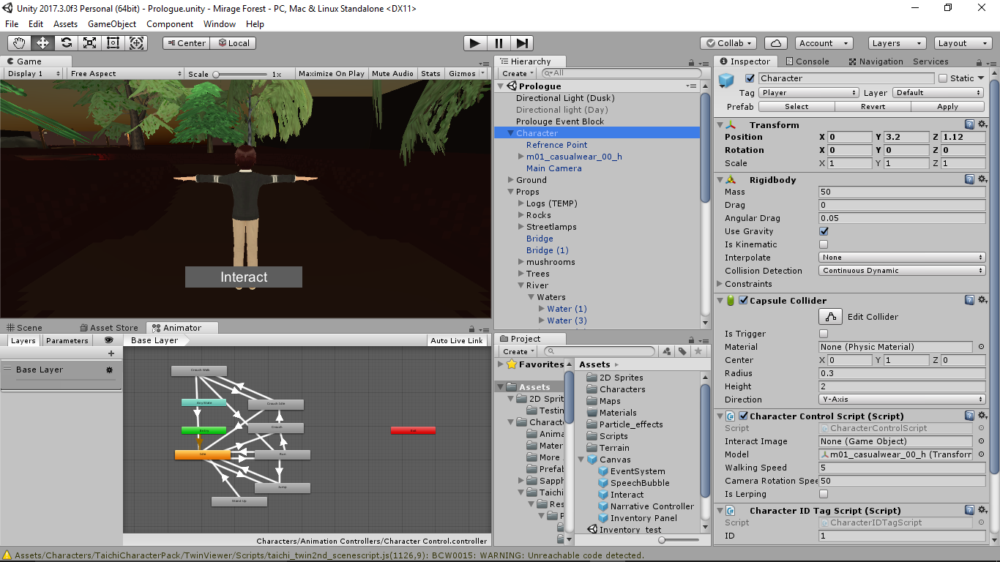 Unity 2017.3.0f3 Personal (64bit) - Prologue.unity - Mirage Forest - PC, Mac & Linux Standalone <DX11>
File Edit Assets GameObject Component Window Help
Center Local Collab Account Layers Layout
Game
Display 1 Free Aspect Scale 1x Maximize On Play Mute Audio Stats Gizmos
Interact
Scene Asset Store Animator
Layers Parameters Base Layer Auto Live Link
Base Layer
Crouch Walk
Any State
Crouch Idle
Crouch
Entry
Exit
Idle
Run
Jump
Stand Up
Characters/Animation Controllers/Character Control.controller
Hierarchy
Create All
Prologue
Directional Light (Dusk)
Directional light (Day)
Prolouge Event Block
Character
Refrence Point
m01_casualwear_00_h
Main Camera
Ground
Props
Logs (TEMP)
Rocks
Streetlamps
Bridge
Bridge (1)
mushrooms
Trees
River
Waters
Water (1)
Water (3)
Project
Create
Favorites
Assets
2D Sprit
Testin
Charact
Anima
Mater
More
Prefab
Sapph
Taichi
Res
P
Assets
2D Sprites
Characters
Maps
Materials
Particle_effects
Scripts
Terrain
Canvas
EventSystem
SpeechBubble
Interact
Narrative Controller
Inventory Panel
Inventory_test
Inspector Console Navigation Services
Character Static
Tag Player Layer Default
Prefab Select Revert Apply
Transform
Position X 0 Y 3.2 Z 1.12
Rotation X 0 Y 0 Z 0
Scale X 1 Y 1 Z 1
Rigidbody
Mass 50
Drag 0
Angular Drag 0.05
Use Gravity
Is Kinematic
Interpolate None
Collision Detection Continuous Dynamic
Constraints
Capsule Collider
Edit Collider
Is Trigger
Material None (Physic Material)
Center X 0 Y 1 Z 0
Radius 0.3
Height 2
Direction Y-Axis
Character Control Script (Script)
Script CharacterControlScript
Interact Image None (Game Object)
Model m01_casualwear_00_h (Transform
Walking Speed 5
Camera Rotation Spee 50
Is Lerping
Character ID Tag Script (Script)
Script CharacterIDTagScript
ID 1
Assets/Characters/TaichiCharacterPack/TwinViewer/Scripts/taichi_twin2nd_scenescript.js(1126,9): BCW0015: WARNING: Unreachable code detected.